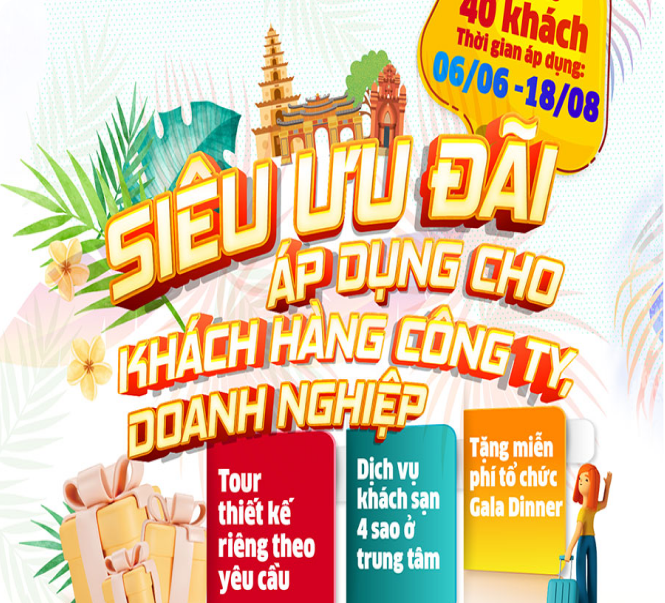 40 khách
Thời gian áp dụng:
06/06 -18/08
SIÊU ƯU ĐÃI
ÁP DỤNG CHO
KHÁCH HÀNG CÔNG TY,
DOANH NGHIỆP
Tour
thiết kế
riêng theo
yêu cầu
Dịch vụ
khách sạn
4 sao ở
trung tâm
Tặng miễn
phí tổ chức
Gala Dinner